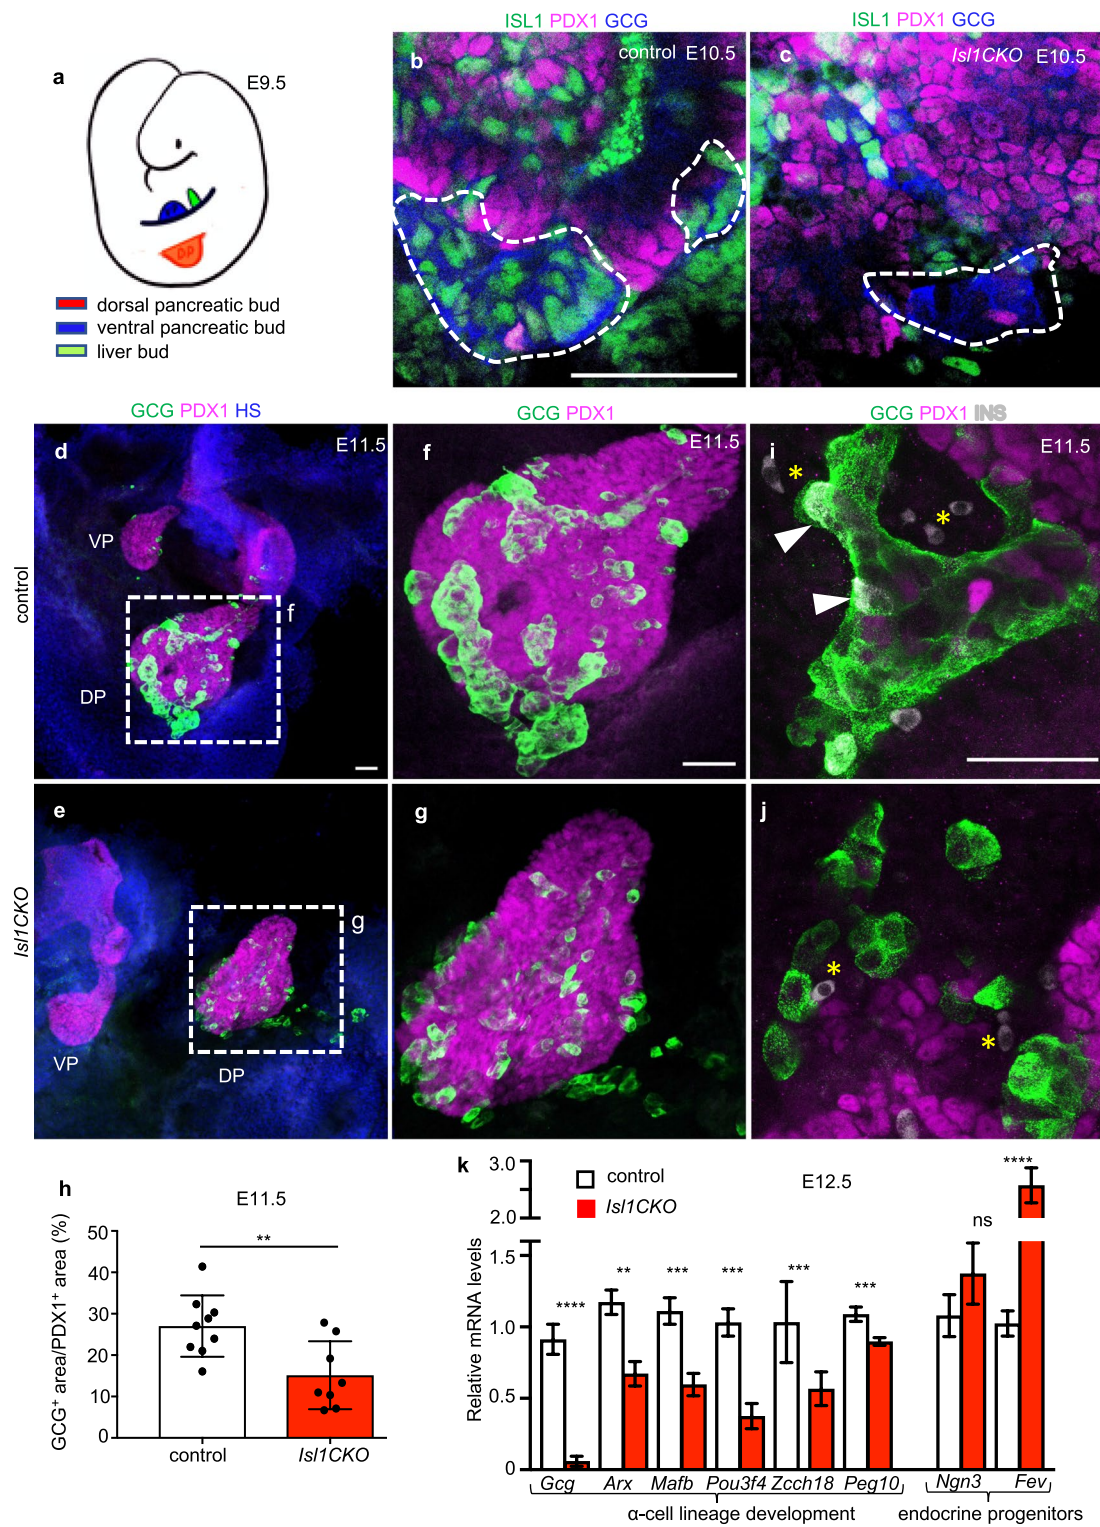 a
E9.5
DP
dorsal pancreatic bud
ventral pancreatic bud
liver bud
ISL1 PDX1 GCG
b
control E10.5
ISL1 PDX1 GCG
c
Isl1CKO E10.5
GCG PDX1 HS
GCG PDX1
GCG PDX1 INS
control
d
E11.5
VP
f
DP
f
E11.5
i
E11.5
*
*
Isl1CKO
e
g
VP
DP
g
j
*
*
h
E11.5
**
GCG+ area/PDX1+ area (%)
50
40
30
20
10
0
control
Isl1CKO
k
control
Isl1CKO
E12.5
Relative mRNA levels
3.0
2.0
1.5
1.0
0.5
0
****
**
***
***
***
***
ns
****
Gcg Arx Mafb Pou3f4 Zcch18 Peg10 Ngn3 Fev
α-cell lineage development
endocrine progenitors